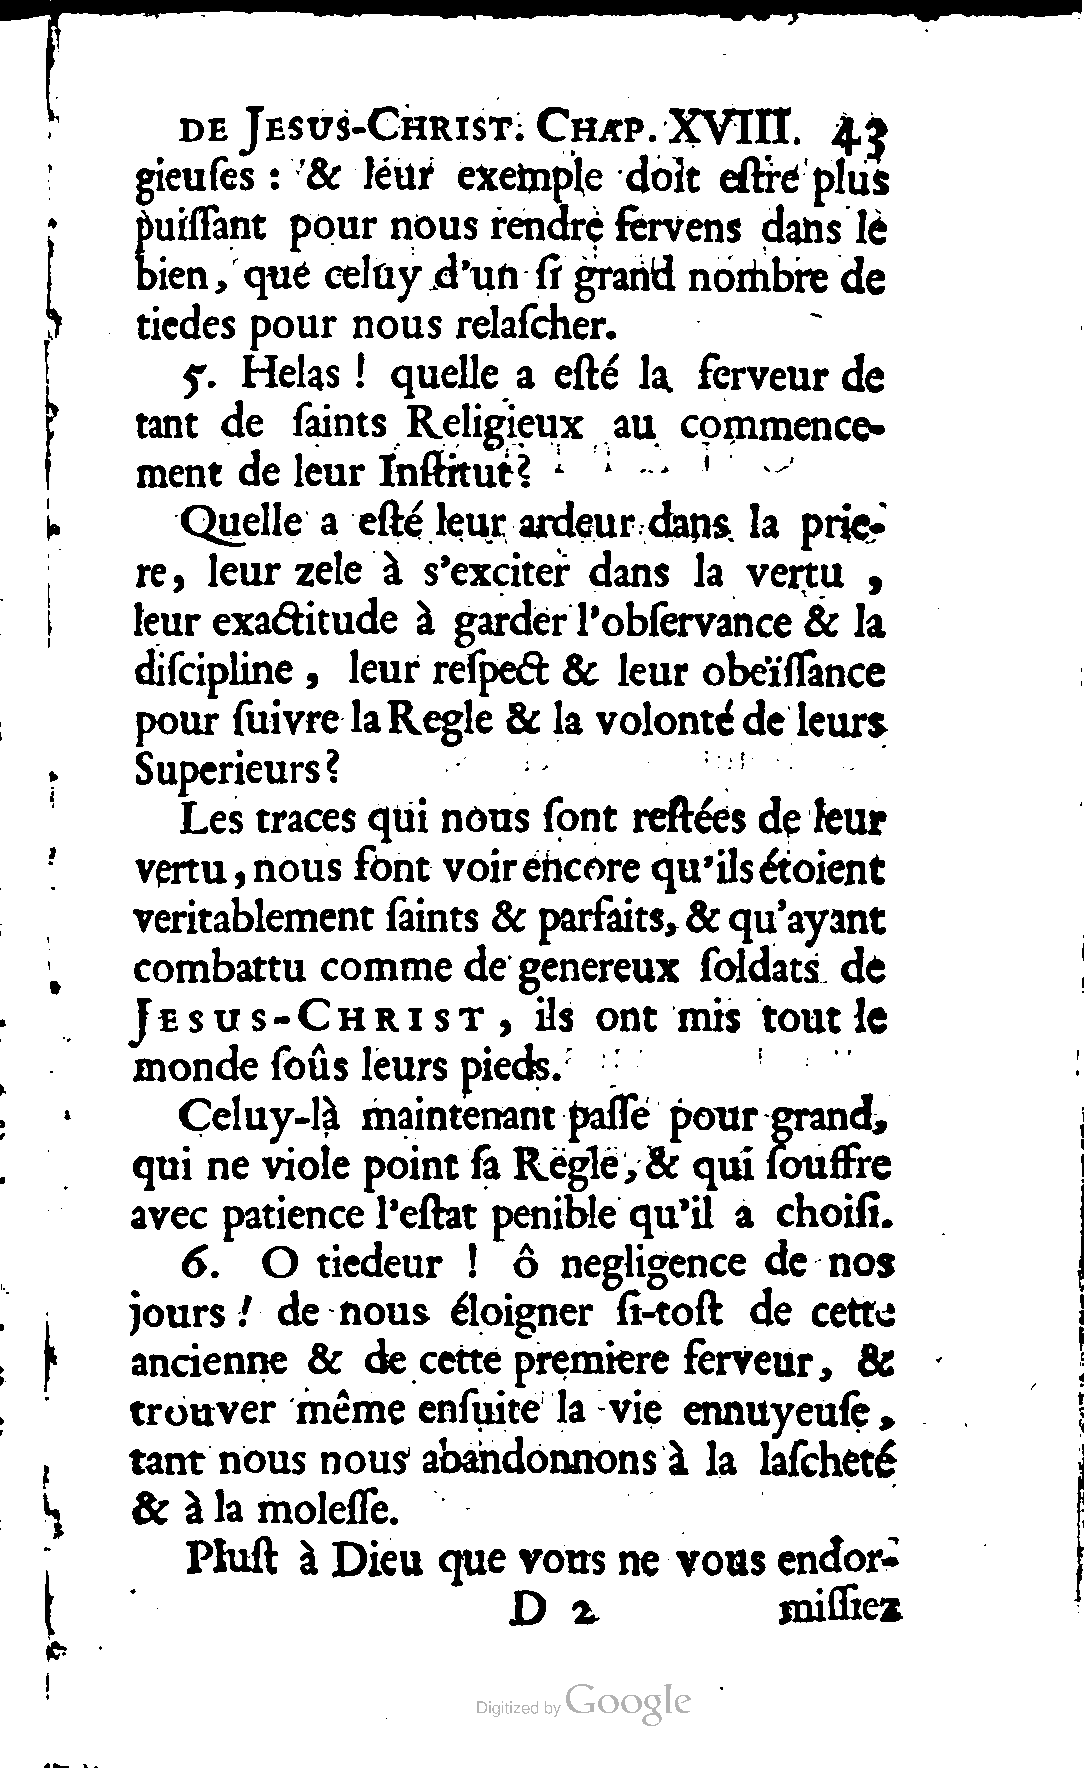 DE JESUS-CHRIST. CHAP. XVIII. 43
gieuſes : & leur exemple doit eſtre plus
puiſſant pour nous rendre fervens dans le
bien, que celuy d'un ſi grand nombre de
tiedes pour nous relaſcher.
5. Helas ! quelle a eſté la ferveur de
tant de ſaints Religieux au commence-
ment de leur Inſtitut?
Quelle a eſté leur ardeur dans la prie-
re, leur zele à s'exciter dans la vertu ,
leur exactitude à garder l'obſervance & la
diſcipline , leur reſpect & leur obeïſſance
pour ſuivre la Regle & la volonté de leurs
Superieurs?
Les traces qui nous ſont reſtées de leur
vertu, nous font voir encore qu'ils étoient
veritablement ſaints & parfaits, & qu'ayant
combattu comme de genereux ſoldats de
JESUS-CHRIST, ils ont mis tout le
monde ſoûs leurs pieds.
Celuy-là maintenant paſſe pour grand,
qui ne viole point ſa Regle, & qui ſouffre
avec patience l'eſtat penible qu'il a choiſi.
6. O tiedeur ! ô negligence de nos
jours ! de nous éloigner ſi-toſt de cette
ancienne & de cette premiere ferveur, &
trouver même enſuite la vie ennuyeuſe,
tant nous nous abandonnons à la laſcheté
& à la moleſſe.
Pluſt à Dieu que vous ne vous endor-
D 2 miſſiez
Digitized by Google